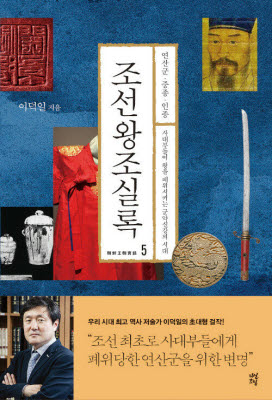 연산군·중종·인종
사대부들이 왕을 폐위시키는 군약신강의 시대
조선왕조실록
朝鮮王朝實錄 5
이덕일 지음
우리 시대 최고 역사 저술가 이덕일의 초대형 걸작!
“조선 최초로 사대부들에게
폐위당한 연산군을 위한 변명”
다산초당